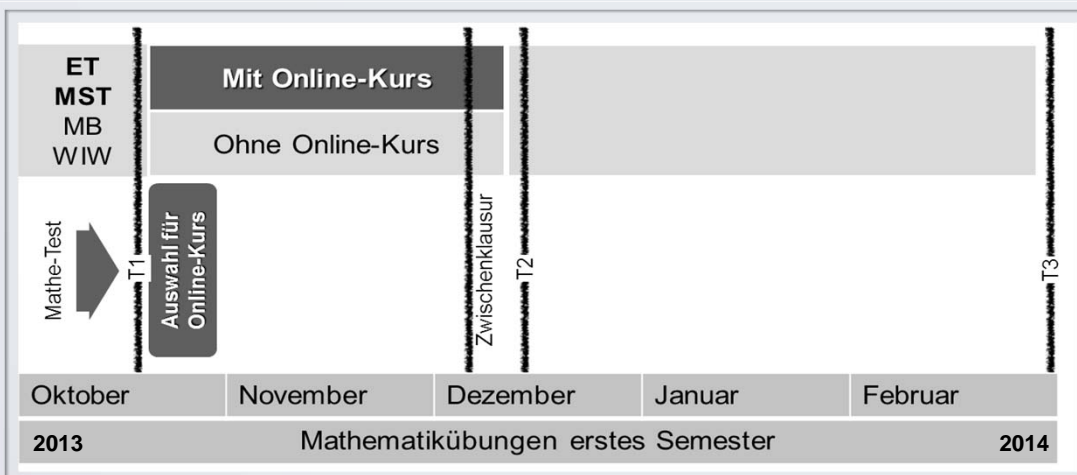 ET
MST
MB
WIW
Mit Online-Kurs
Ohne Online-Kurs
Mathe-Test
T1
Auswahl für
Online-Kurs
Zwischenklausur
T2
T3
Oktober
November
Dezember
Januar
Februar
2013
Mathematikübungen erstes Semester
2014